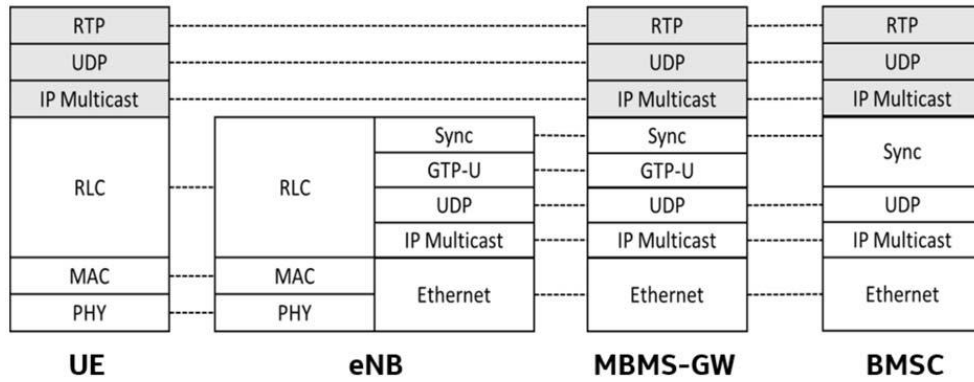 RTP
UDP
IP Multicast
RLC
MAC
PHY
UE
RLC
MAC
PHY
Sync
GTP-U
UDP
IP Multicast
Ethernet
eNB
RTP
UDP
IP Multicast
Sync
GTP-U
UDP
IP Multicast
Ethernet
MBMS-GW
RTP
UDP
IP Multicast
Sync
UDP
IP Multicast
Ethernet
BMSC